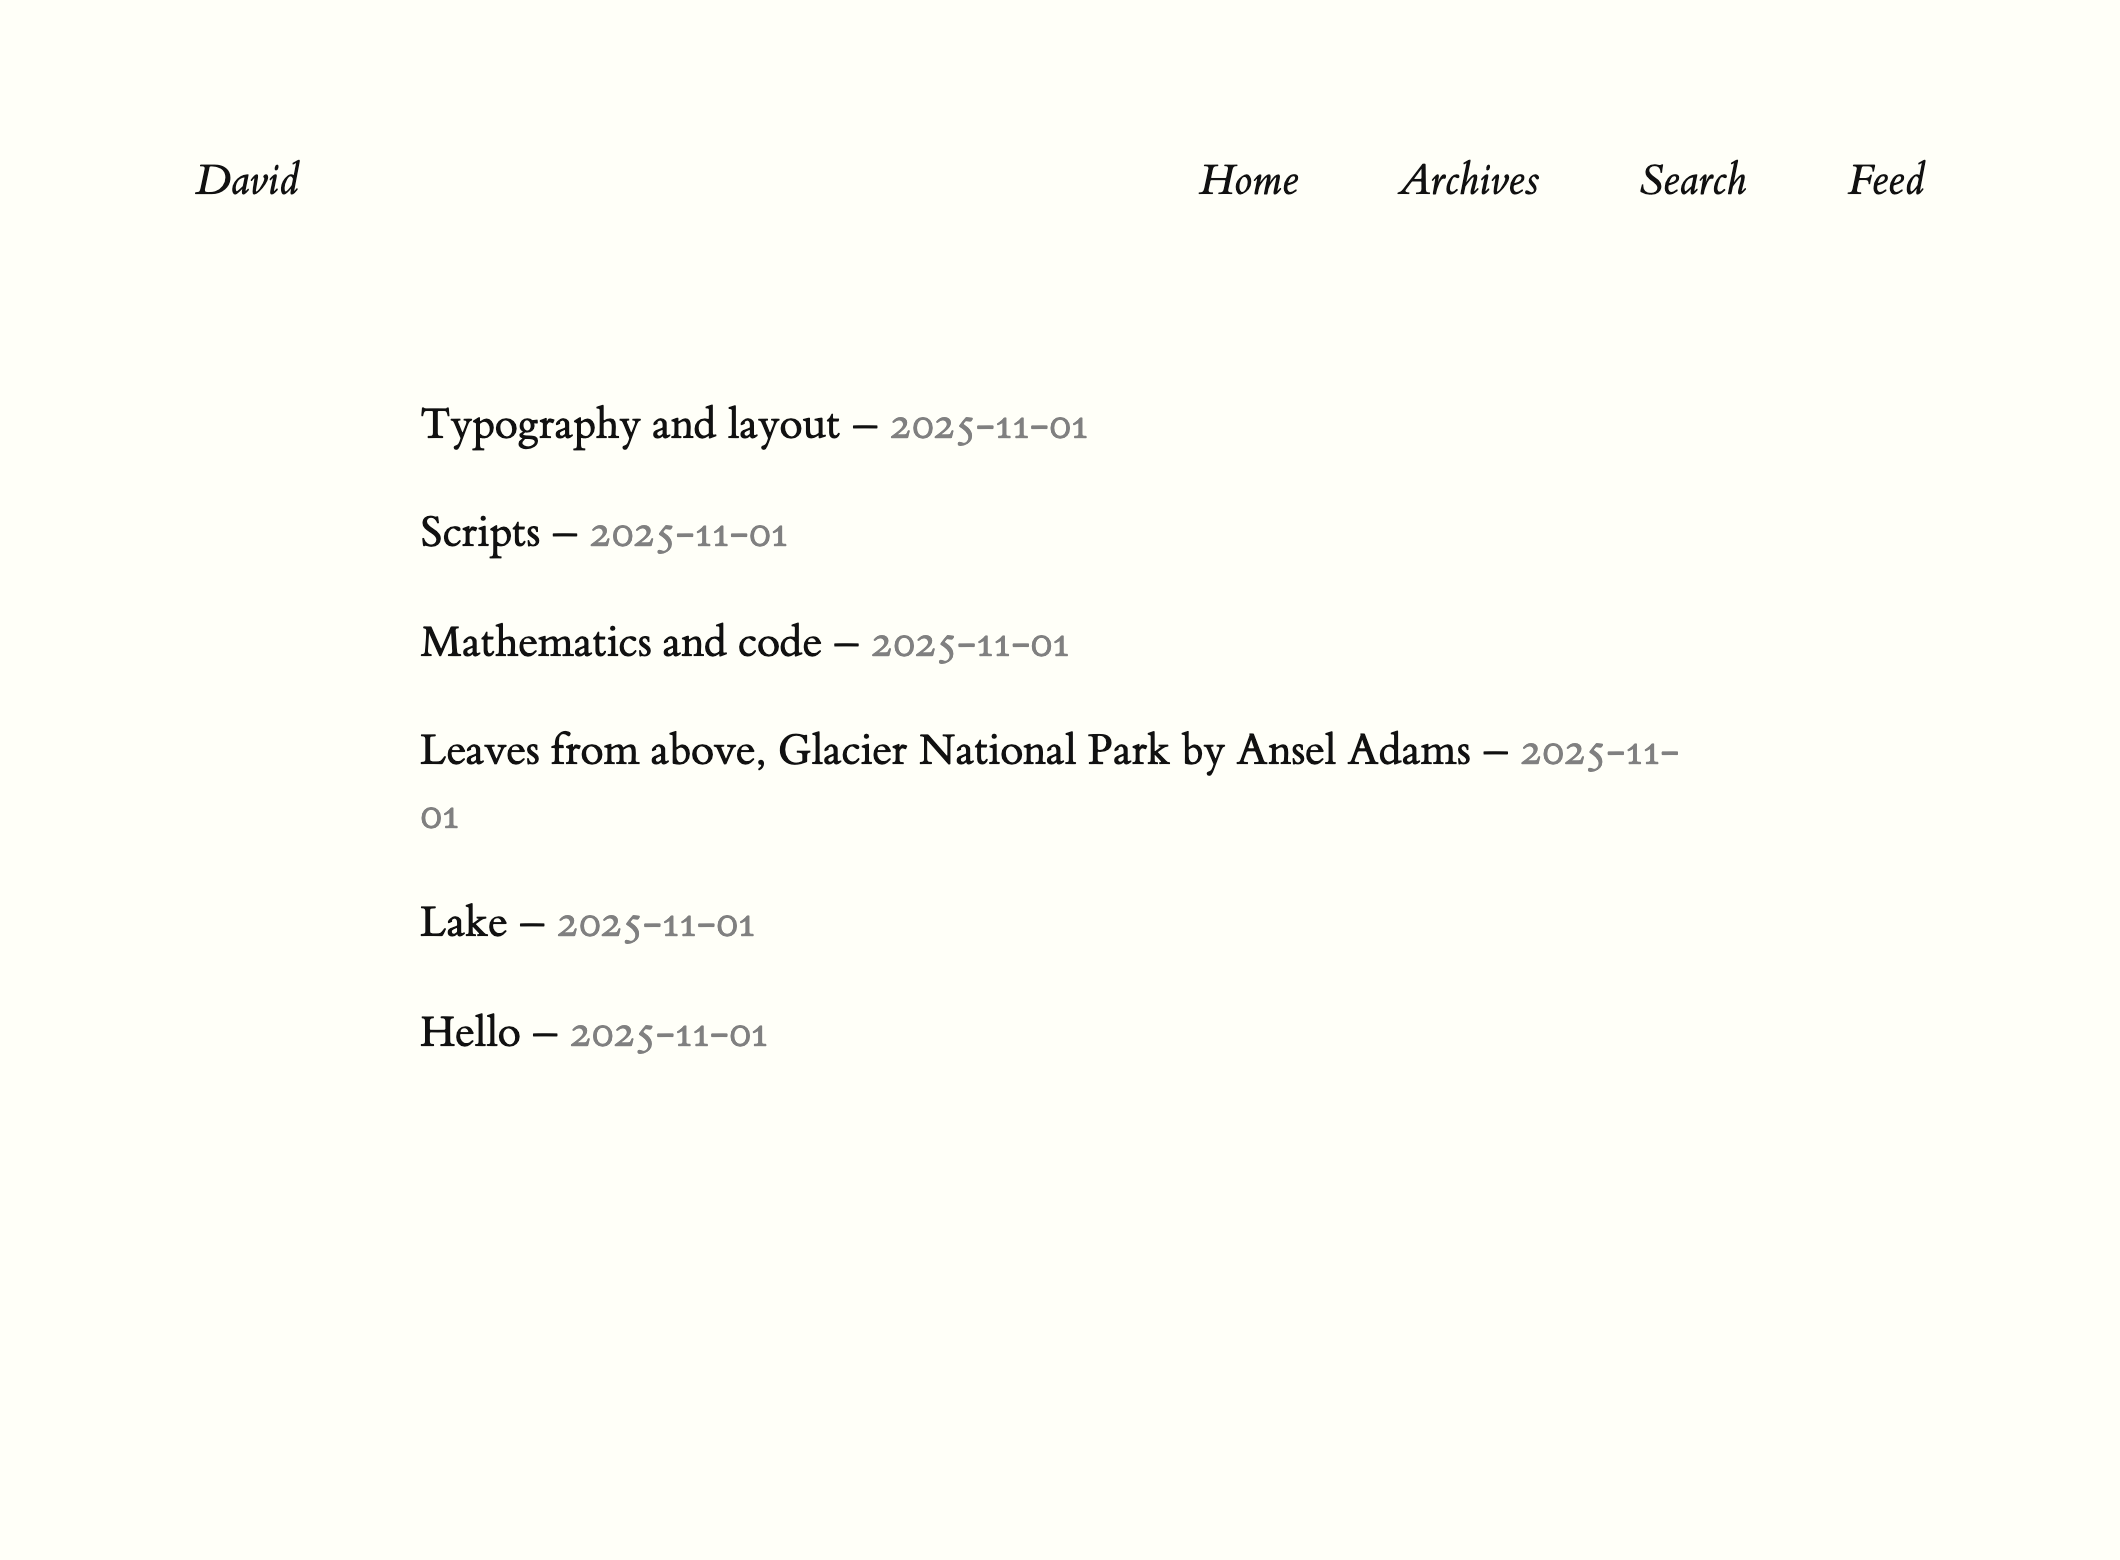 David Home Archives Search Feed
Typography and layout – 2025-11-01
Scripts – 2025-11-01
Mathematics and code – 2025-11-01
Leaves from above, Glacier National Park by Ansel Adams – 2025-11-
01
Lake – 2025-11-01
Hello – 2025-11-01